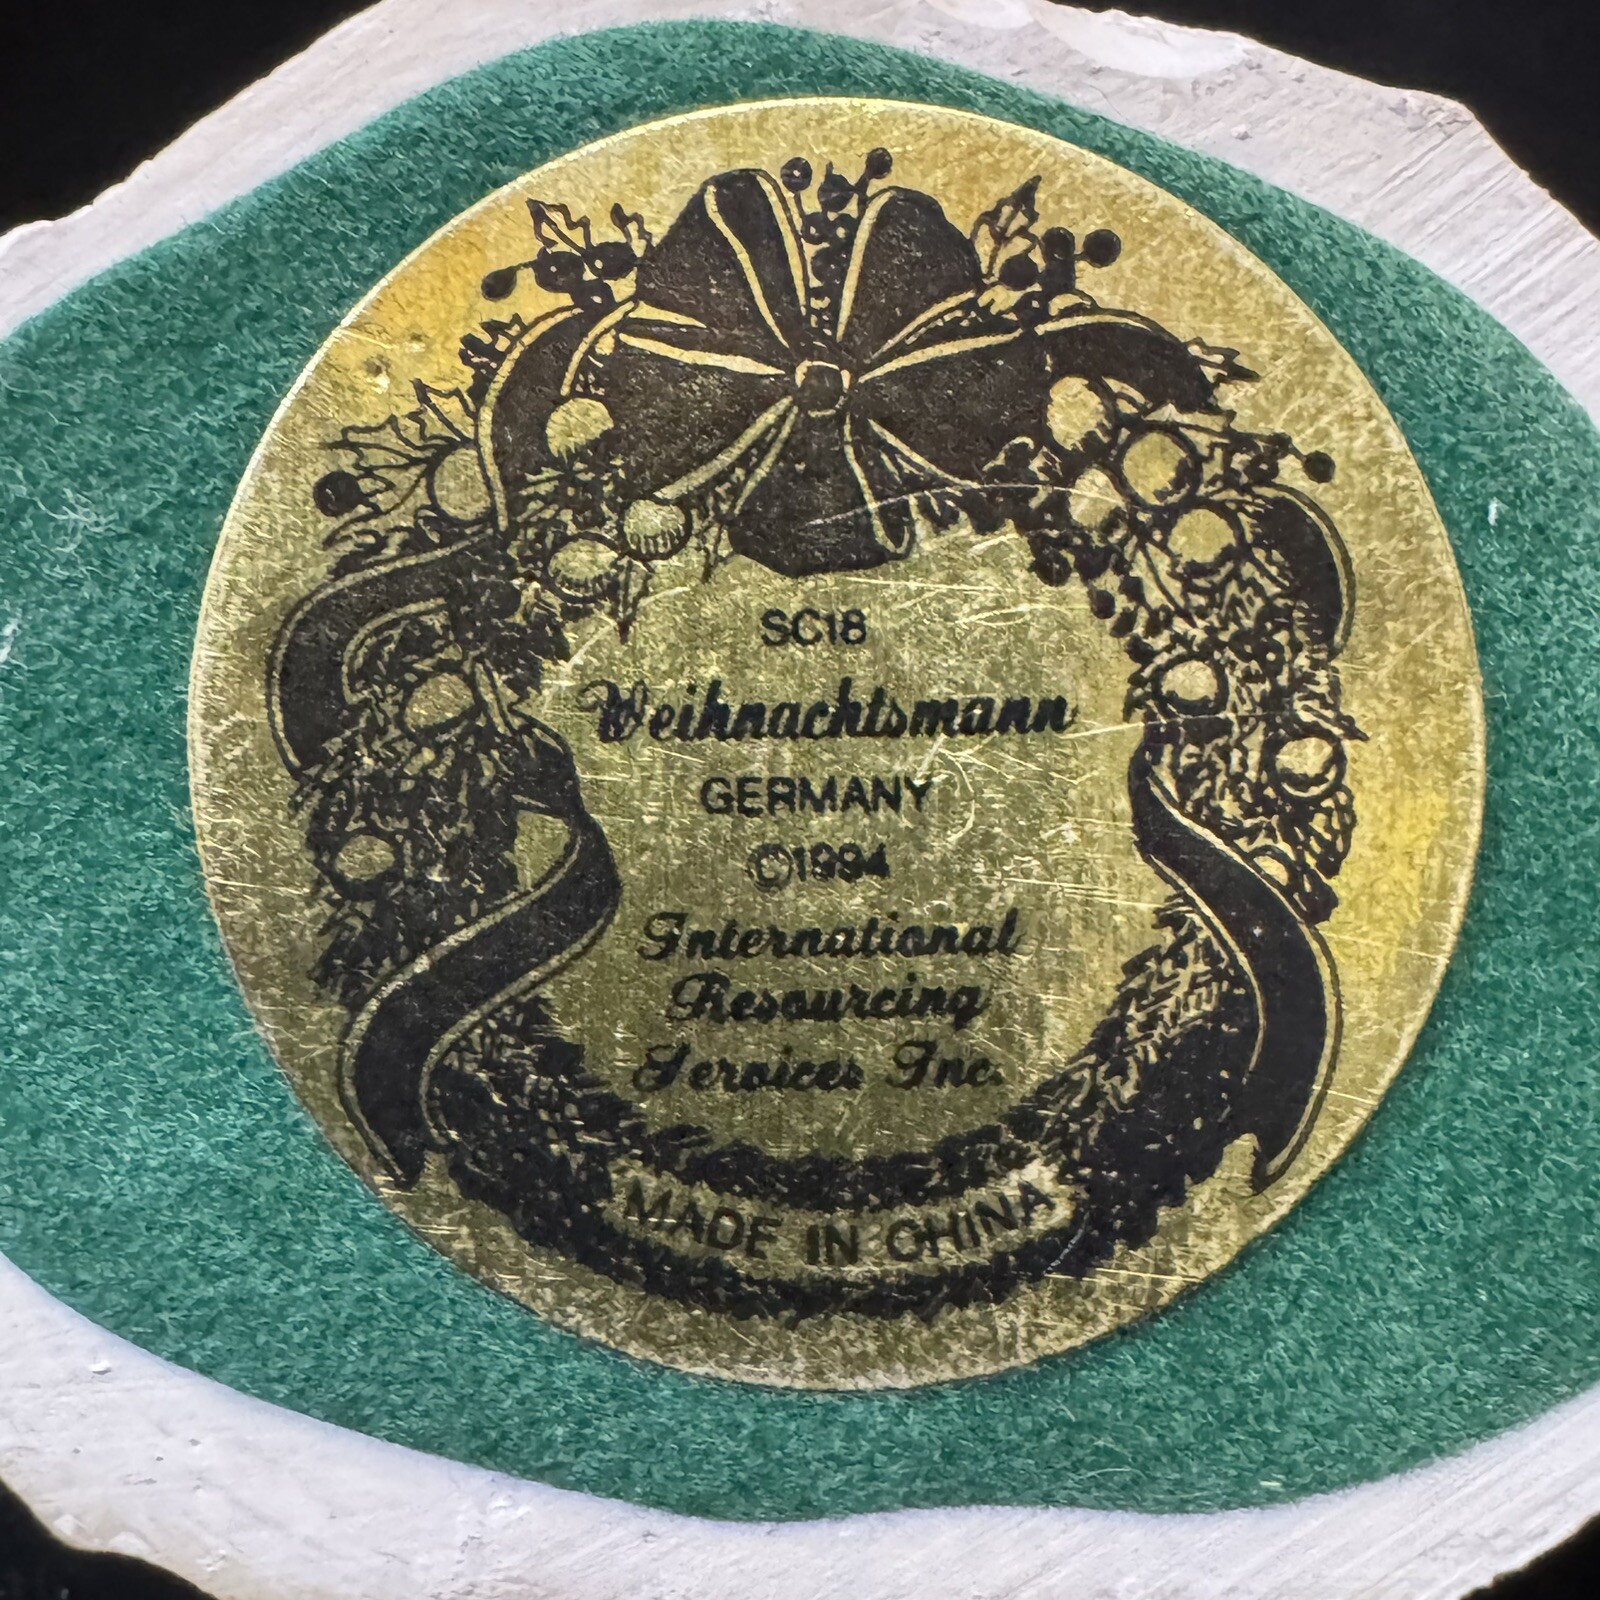 SC18
Weihnachtsmann
GERMANY
©1994
International
Resourcing
Services Inc.
MADE IN CHINA